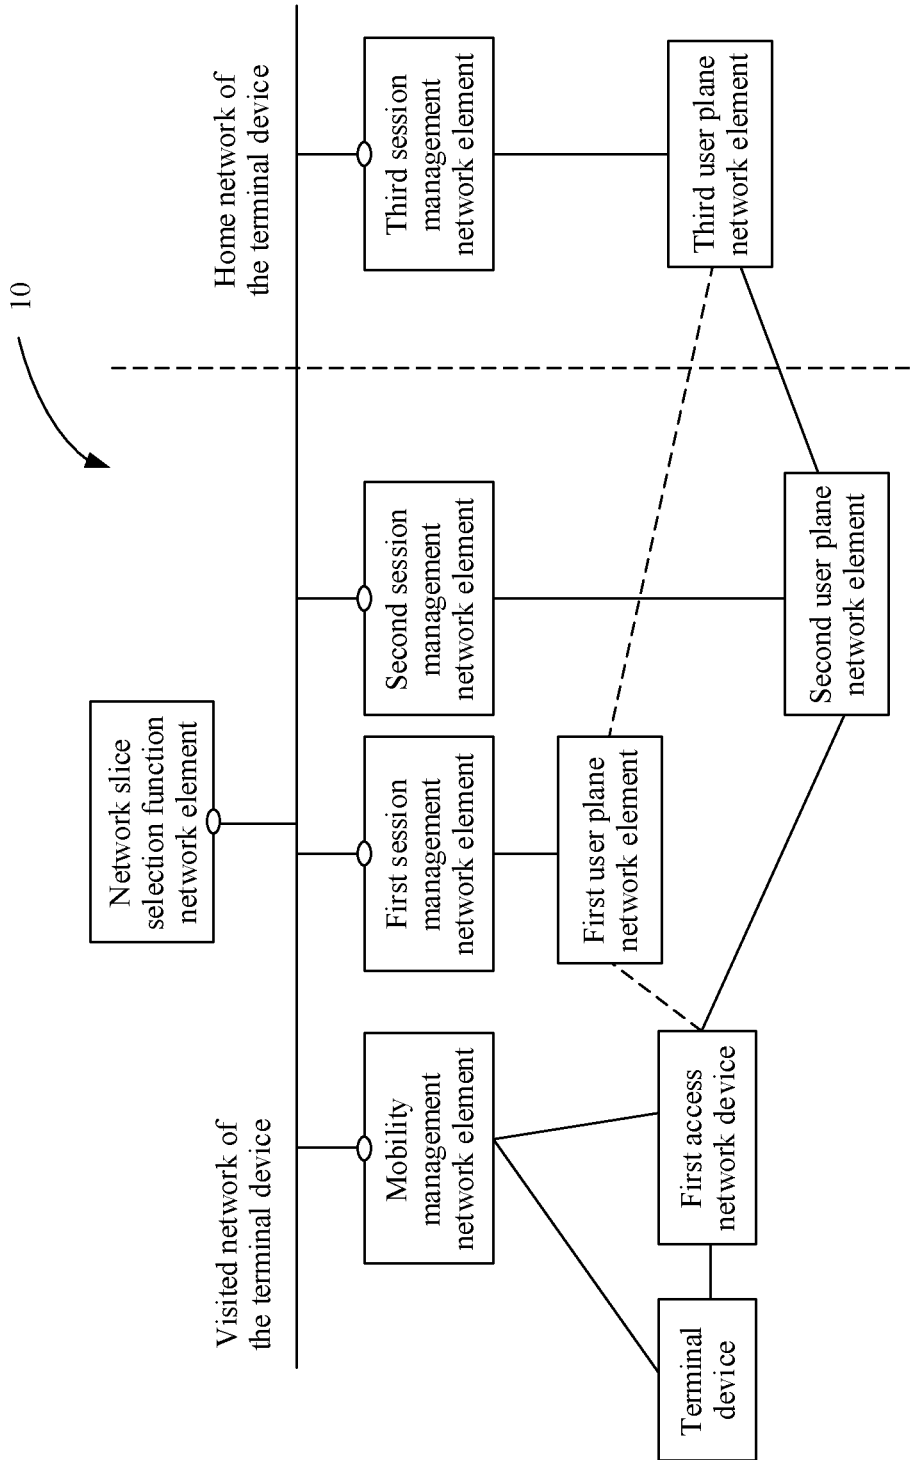 10
Network slice
selection function
network element
Visited network of
the terminal device
Home network of
the terminal device
Mobility
management
network element
First session
management
network element
Second session
management
network element
Third session
management
network element
First user plane
network element
Terminal
device
First access
network device
Second user plane
network element
Third user plane
network element